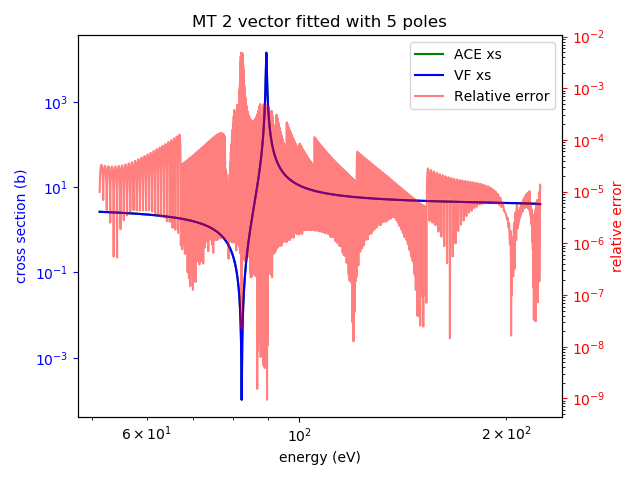 MT 2 vector fitted with 5 poles
ACE xs
VF xs
Relative error
cross section (b)
10³
10¹
10⁻¹
10⁻³
10⁻²
10⁻³
10⁻⁴
10⁻⁵
10⁻⁶
10⁻⁷
10⁻⁸
10⁻⁹
relative error
6 × 10¹
10²
2 × 10²
energy (eV)